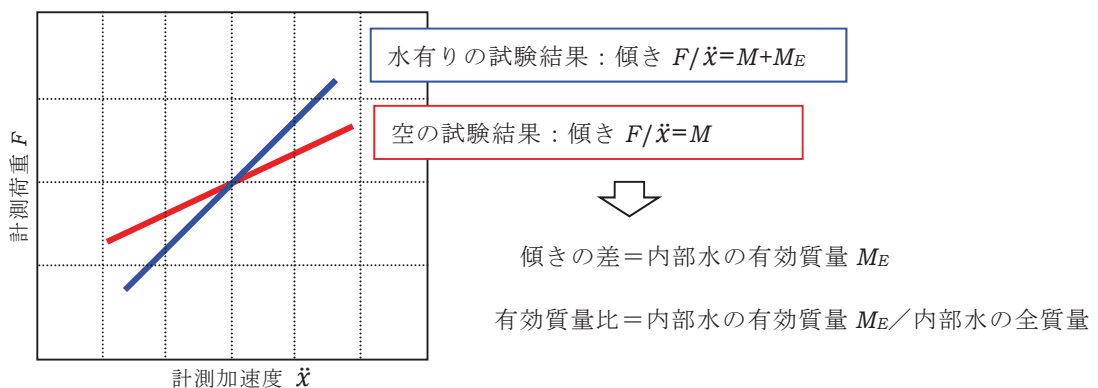 水有りの試験結果：傾き F/ẍ=M+M_E
空の試験結果：傾き F/ẍ=M
計測荷重 F
傾きの差＝内部水の有効質量 M_E
有効質量比＝内部水の有効質量 M_E／内部水の全質量
計測加速度 ẍ